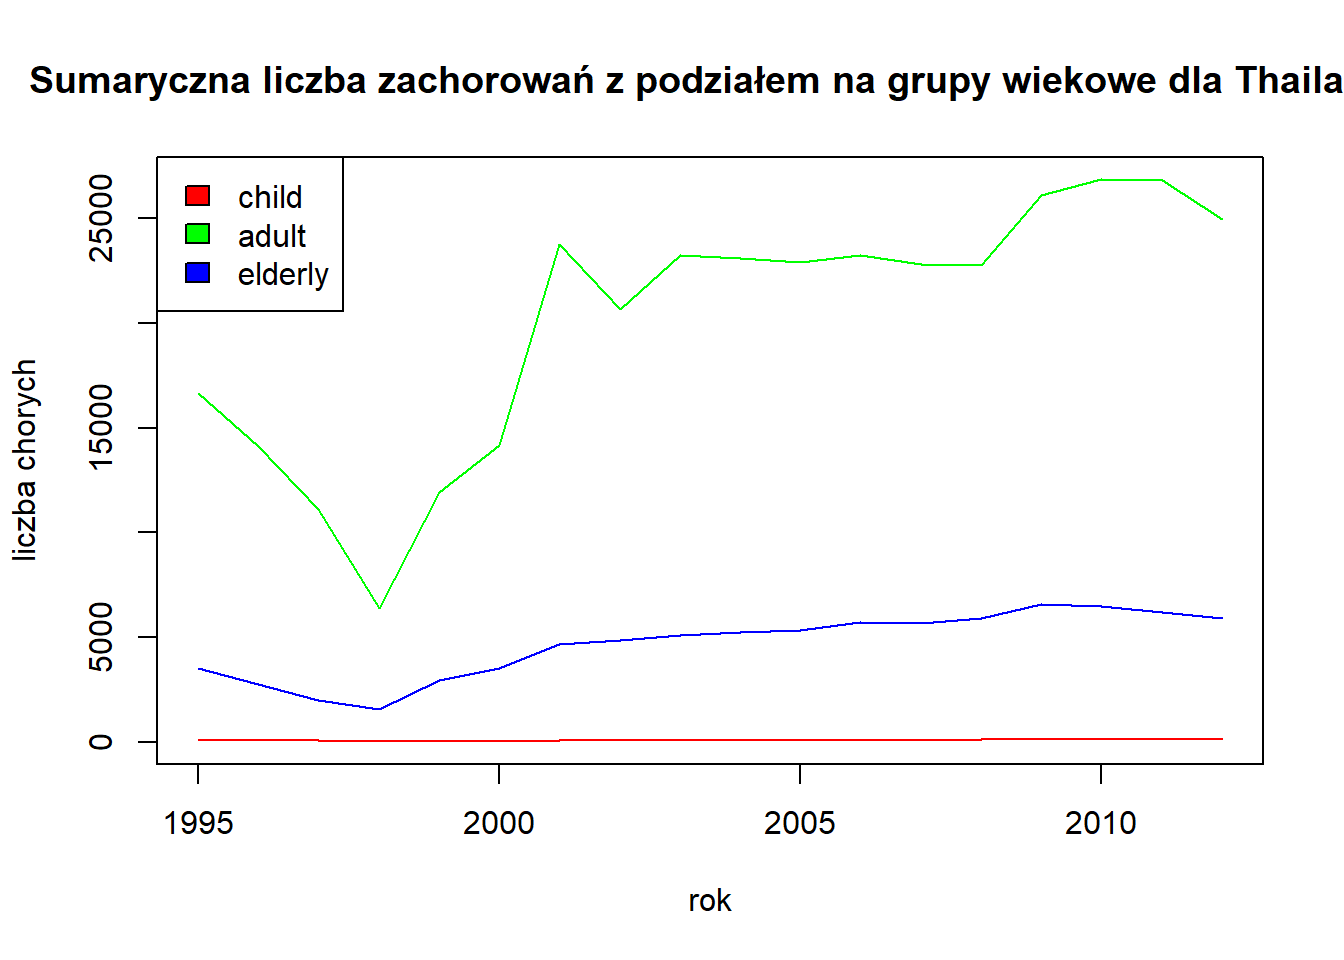 Sumaryczna liczba zachorowań z podziałem na grupy wiekowe dla Thaila
child
adult
elderly
liczba chorych
25000
15000
5000
0
1995 2000 2005 2010
rok